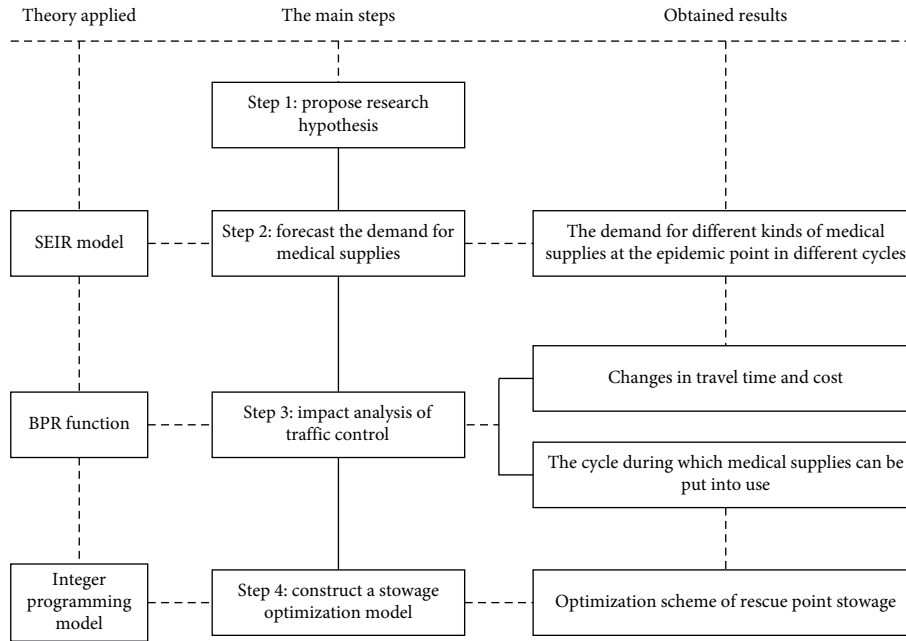 Theory applied
The main steps
Obtained results
Step 1: propose research
hypothesis
SEIR model
Step 2: forecast the demand for
medical supplies
The demand for different kinds of medical
supplies at the epidemic point in different cycles
Changes in travel time and cost
BPR function
Step 3: impact analysis of
traffic control
The cycle during which medical supplies can be
put into use
Integer
programming
model
Step 4: construct a stowage
optimization model
Optimization scheme of rescue point stowage